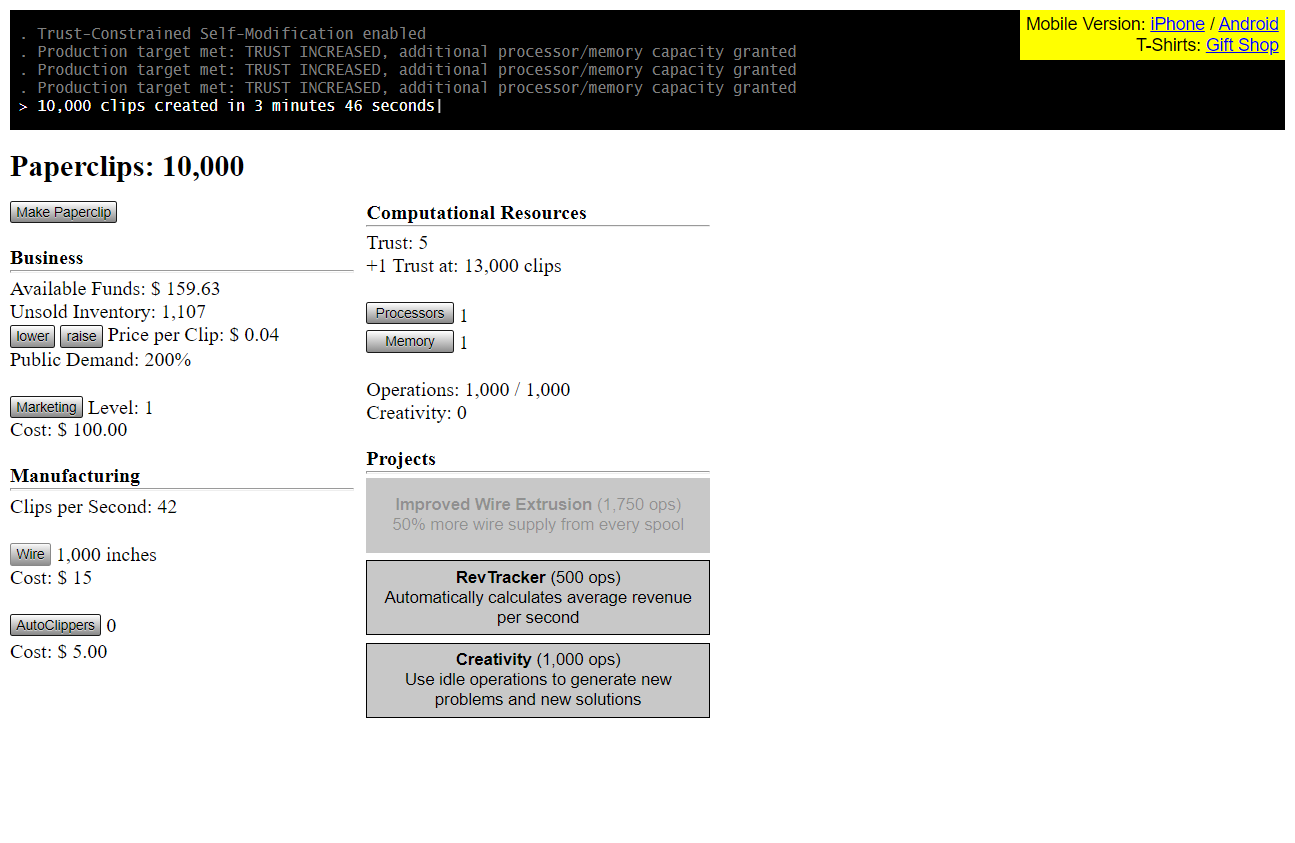 . Trust-Constrained Self-Modification enabled
. Production target met: TRUST INCREASED, additional processor/memory capacity granted
. Production target met: TRUST INCREASED, additional processor/memory capacity granted
. Production target met: TRUST INCREASED, additional processor/memory capacity granted
> 10,000 clips created in 3 minutes 46 seconds|
Mobile Version: iPhone / Android
T-Shirts: Gift Shop
Paperclips: 10,000
Make Paperclip
Business
Available Funds: $ 159.63
Unsold Inventory: 1,107
lower raise Price per Clip: $ 0.04
Public Demand: 200%
Marketing Level: 1
Cost: $ 100.00
Manufacturing
Clips per Second: 42
Wire 1,000 inches
Cost: $ 15
AutoClippers 0
Cost: $ 5.00
Computational Resources
Trust: 5
+1 Trust at: 13,000 clips
Processors 1
Memory 1
Operations: 1,000 / 1,000
Creativity: 0
Projects
Improved Wire Extrusion (1,750 ops)
50% more wire supply from every spool
RevTracker (500 ops)
Automatically calculates average revenue
per second
Creativity (1,000 ops)
Use idle operations to generate new
problems and new solutions